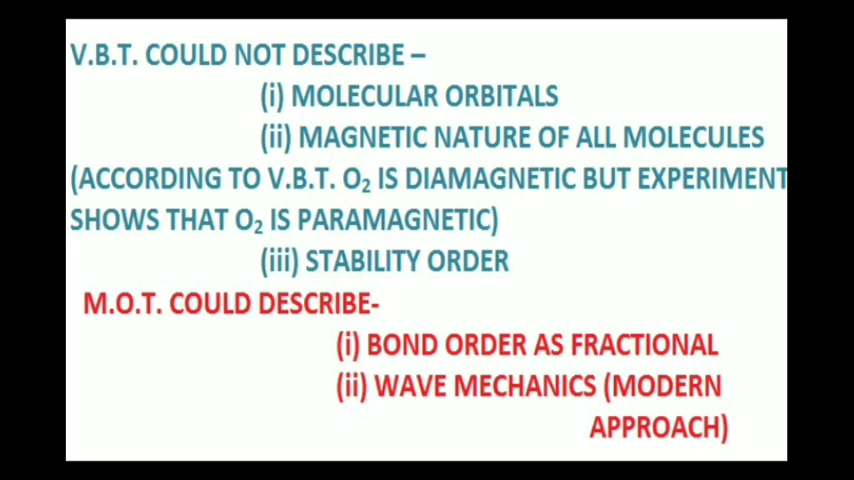 V.B.T. COULD NOT DESCRIBE –
(i) MOLECULAR ORBITALS
(ii) MAGNETIC NATURE OF ALL MOLECULES
(ACCORDING TO V.B.T. O₂ IS DIAMAGNETIC BUT EXPERIMENT
SHOWS THAT O₂ IS PARAMAGNETIC)
(iii) STABILITY ORDER
M.O.T. COULD DESCRIBE-
(i) BOND ORDER AS FRACTIONAL
(ii) WAVE MECHANICS (MODERN
APPROACH)